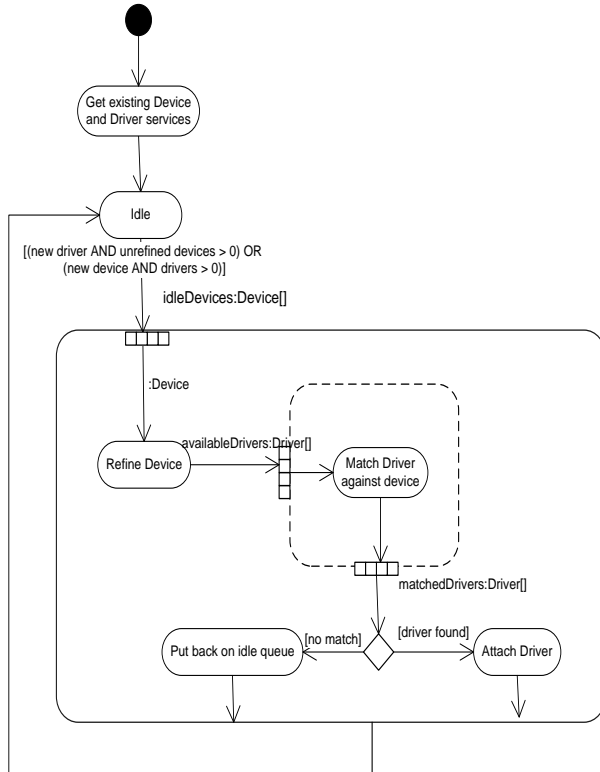 Get existing Device
and Driver services
Idle
[(new driver AND unrefined devices > 0) OR
(new device AND drivers > 0)]
idleDevices:Device[]
:Device
availableDrivers:Driver[]
Refine Device
Match Driver
against device
matchedDrivers:Driver[]
[no match]
[driver found]
Put back on idle queue
Attach Driver